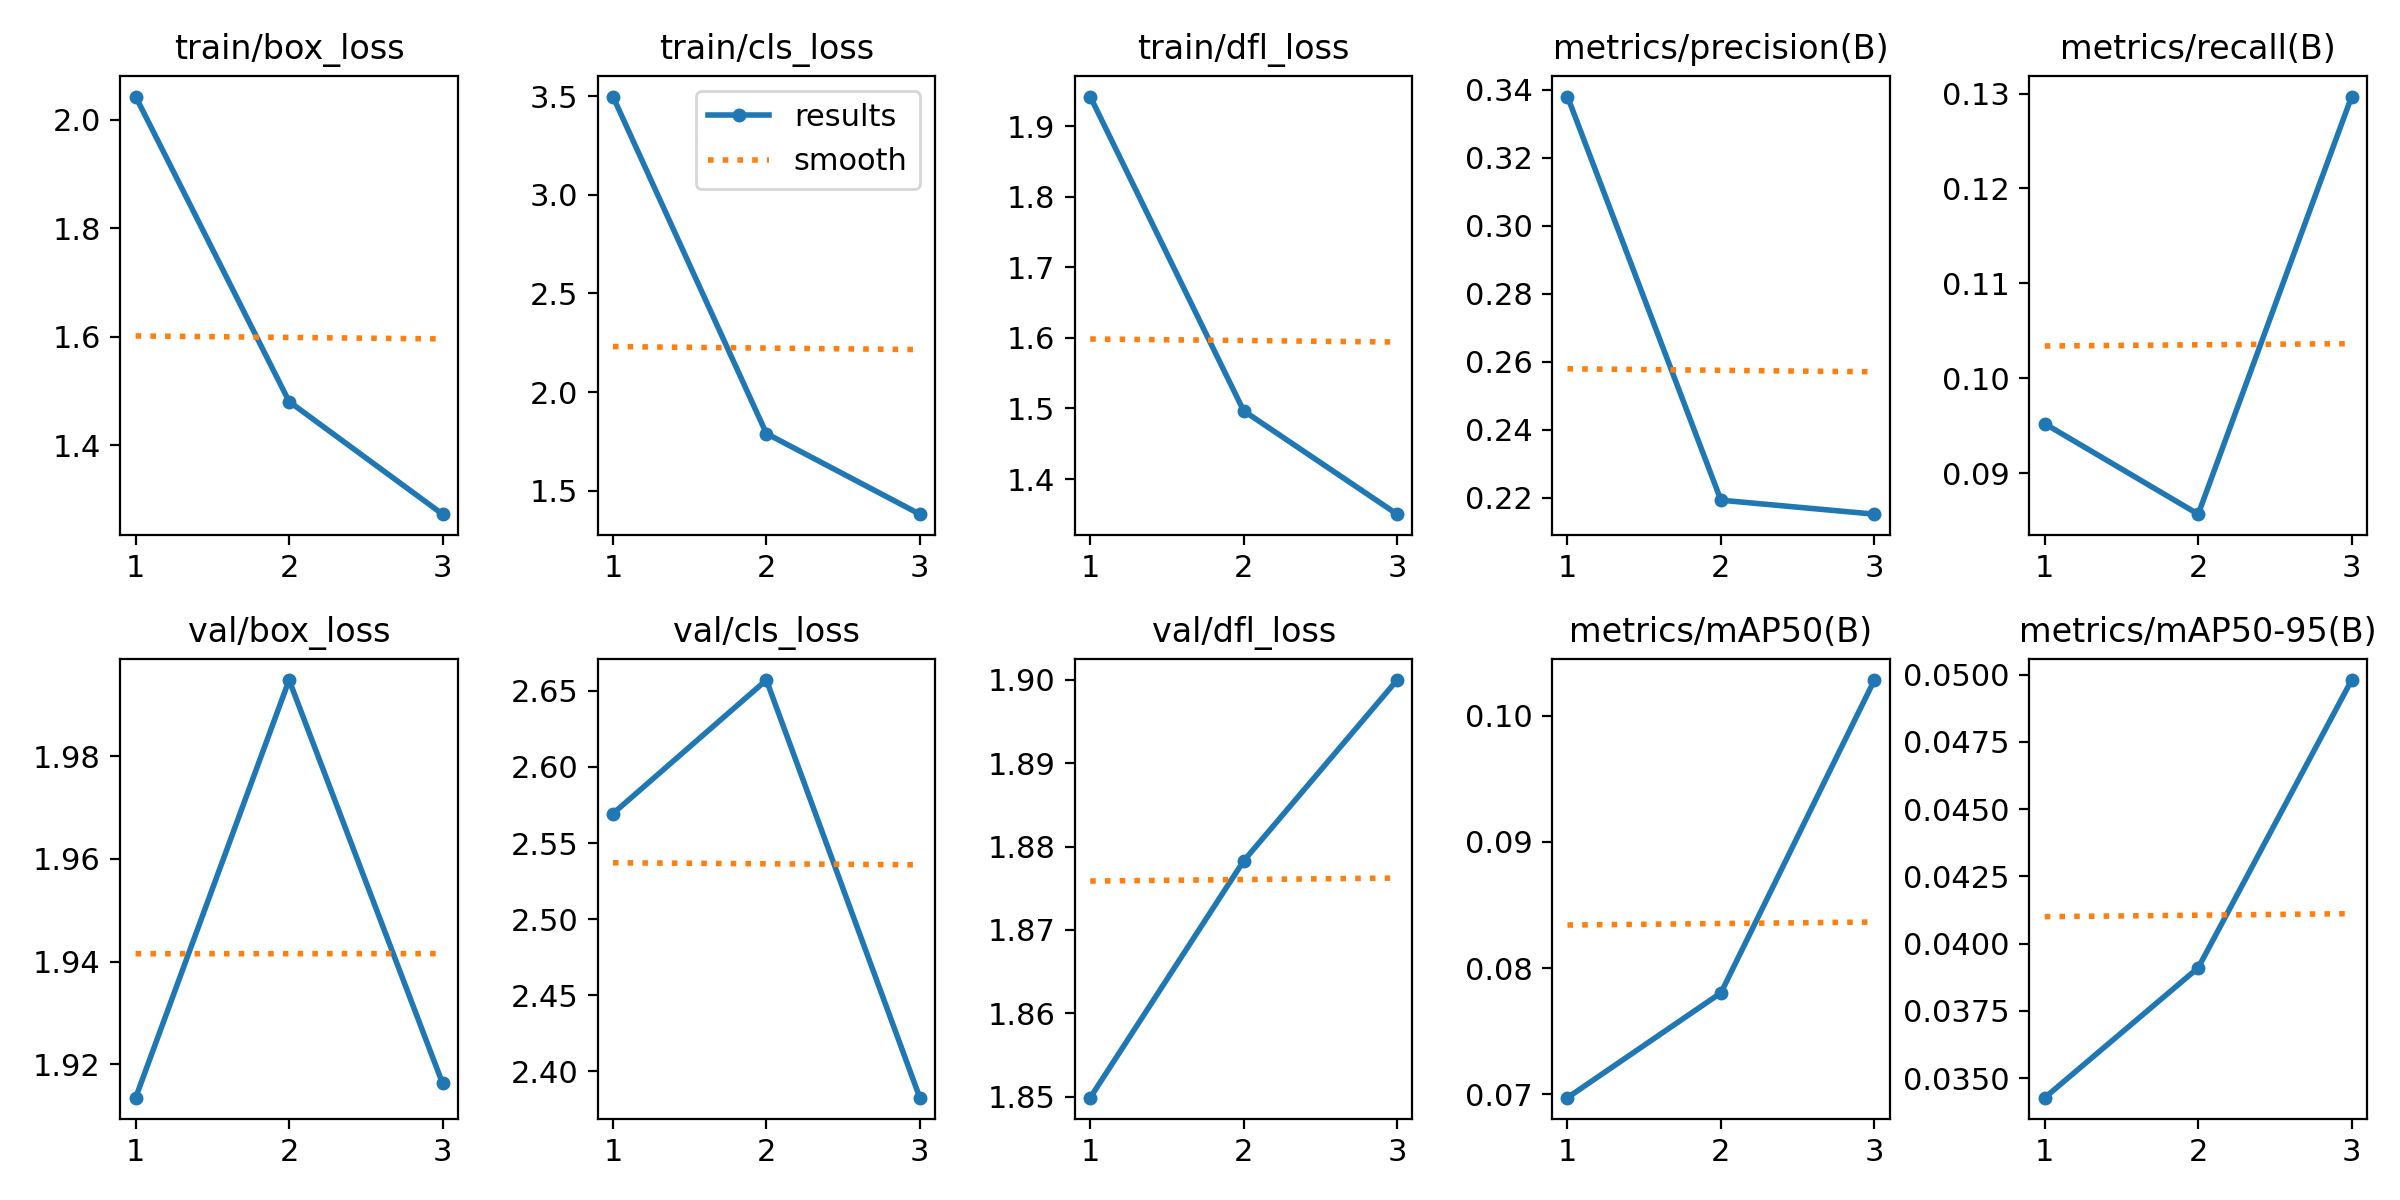 train/box_loss
2.0
1.8
1.6
1.4
1 2 3
train/cls_loss
results
smooth
3.5
3.0
2.5
2.0
1.5
1 2 3
train/dfl_loss
1.9
1.8
1.7
1.6
1.5
1.4
1 2 3
metrics/precision(B)
0.34
0.32
0.30
0.28
0.26
0.24
0.22
1 2 3
metrics/recall(B)
0.13
0.12
0.11
0.10
0.09
1 2 3
val/box_loss
1.98
1.96
1.94
1.92
1 2 3
val/cls_loss
2.65
2.60
2.55
2.50
2.45
2.40
1 2 3
val/dfl_loss
1.90
1.89
1.88
1.87
1.86
1.85
1 2 3
metrics/mAP50(B)
0.10
0.09
0.08
0.07
1 2 3
metrics/mAP50-95(B)
0.0500
0.0475
0.0450
0.0425
0.0400
0.0375
0.0350
1 2 3